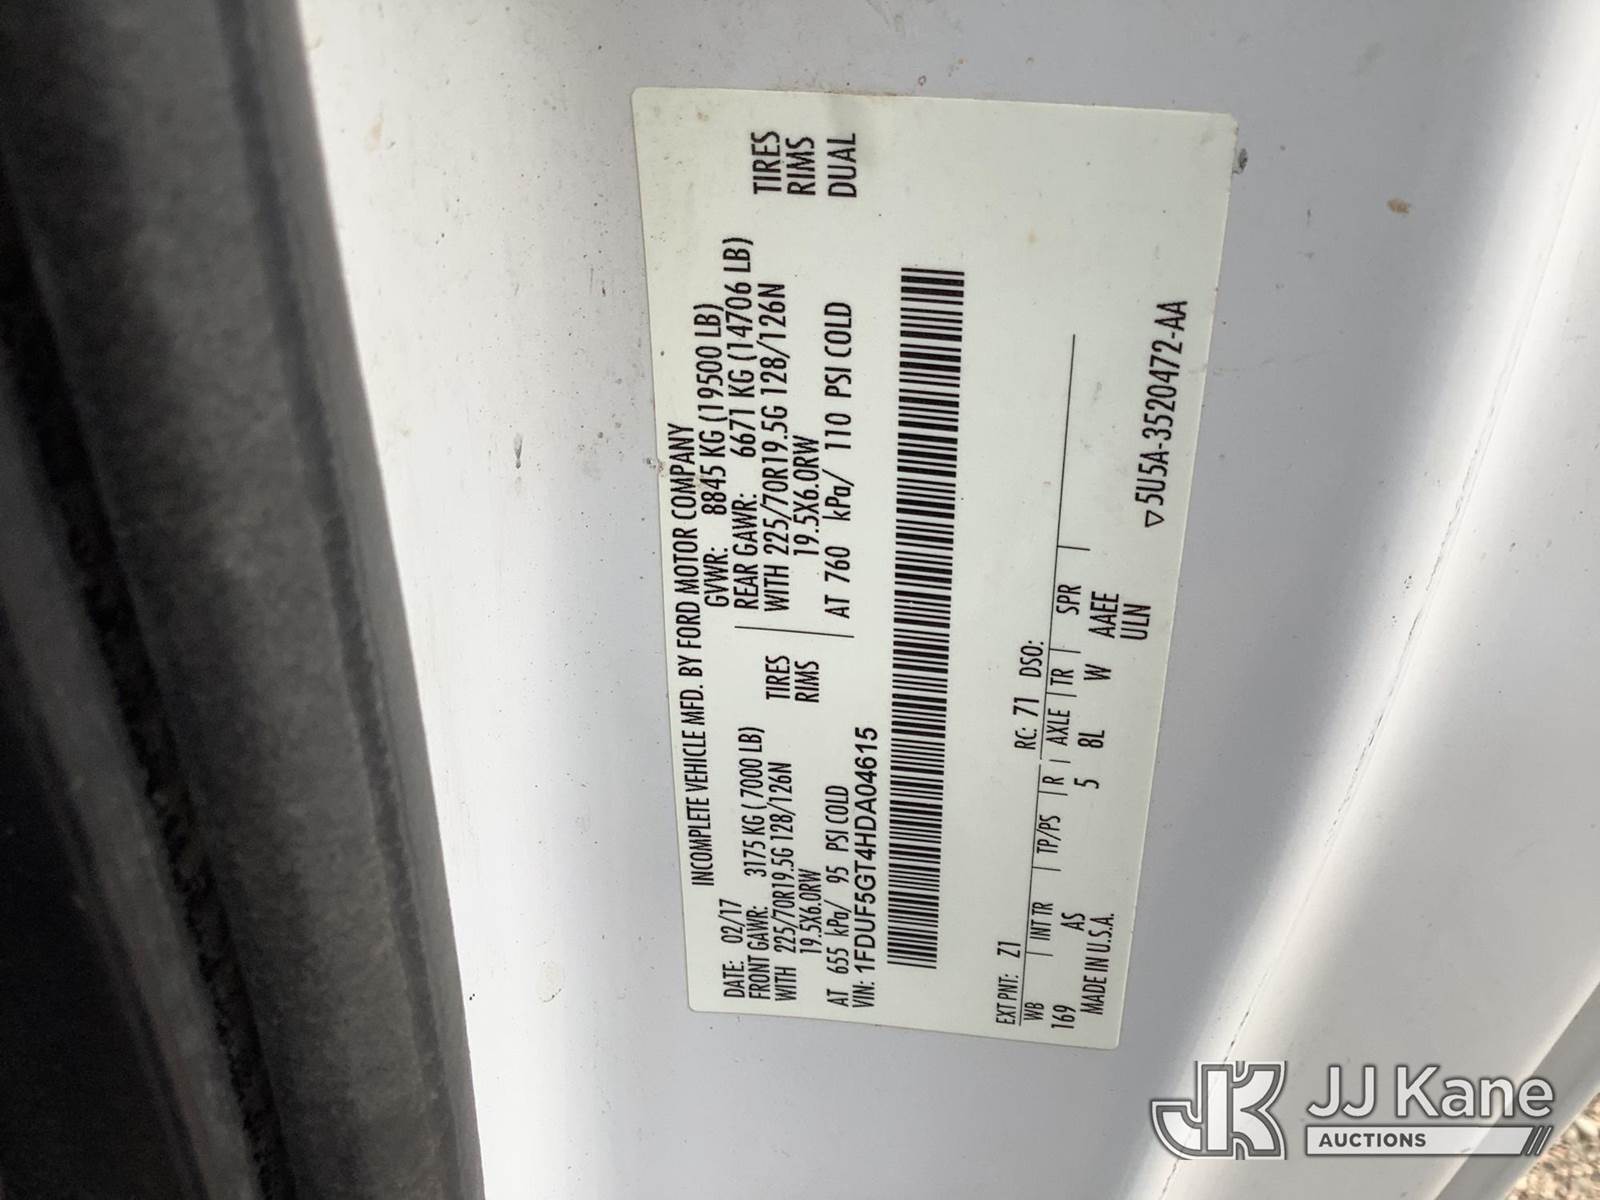 INCOMPLETE VEHICLE MFD. BY FORD MOTOR COMPANY
DATE: 02/17 GVWR: 8845 KG (19500 LB)
FRONT GAWR: 3175 KG ( 7000 LB) REAR GAWR: 6671 KG (14706 LB)
WITH 225/70R19.5G 128/126N TIRES WITH 225/70R19.5G 128/126N TIRES
19.5X6.0RW RIMS 19.5X6.0RW RIMS
AT 655 kPa/ 95 PSI COLD AT 760 kPa/ 110 PSI COLD DUAL
VIN: 1FDUF5GT4HDA04615
EXT PNT: Z1 RC: 71 DSO:
WB INT TR TP/PS R AXLE TR SPR
169 AS 5 8L W AAEE
MADE IN U.S.A. ULN
▽5U5A-3520472-AA
JK JJ Kane
AUCTIONS